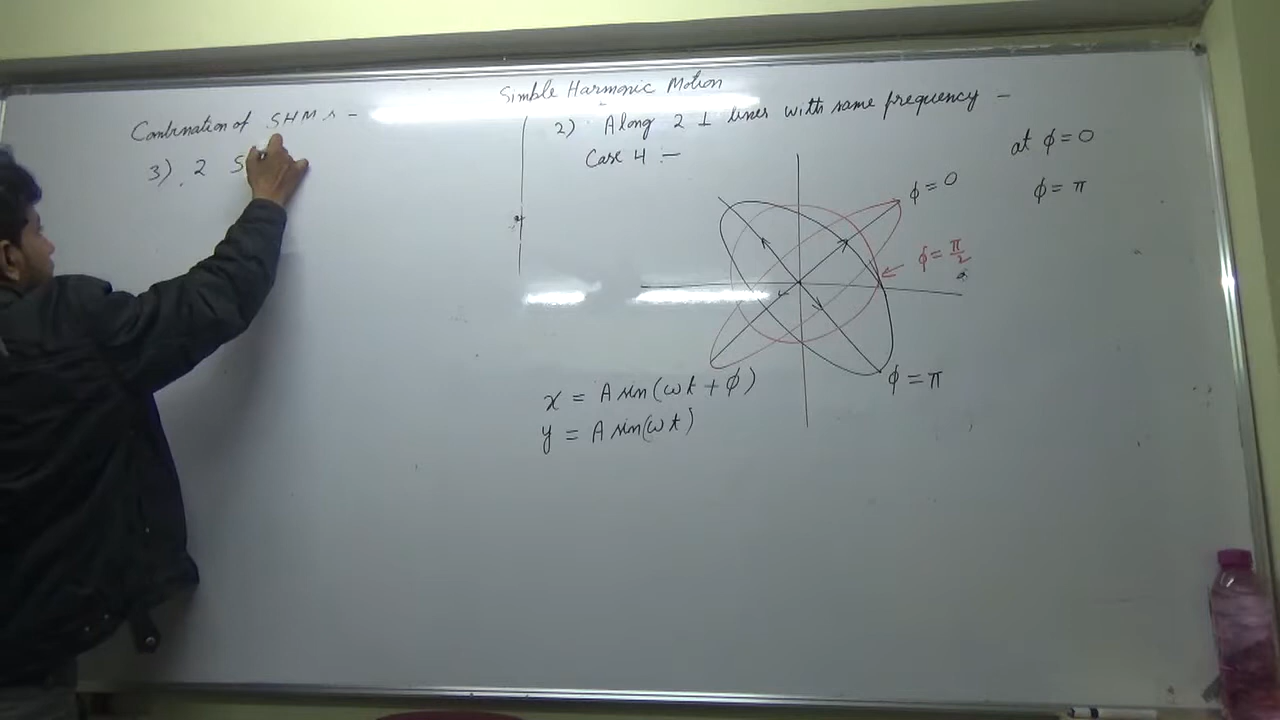 Simble Harmonic Motion
Combination of SHM s -
3) 2 S
2) Along 2 ⊥ lines with same frequency -
Case 4 :-
at ϕ = 0
ϕ = π
ϕ = 0
ϕ = π/2
ϕ = π
x = A sin(ωt + ϕ)
y = A sin(ωt)